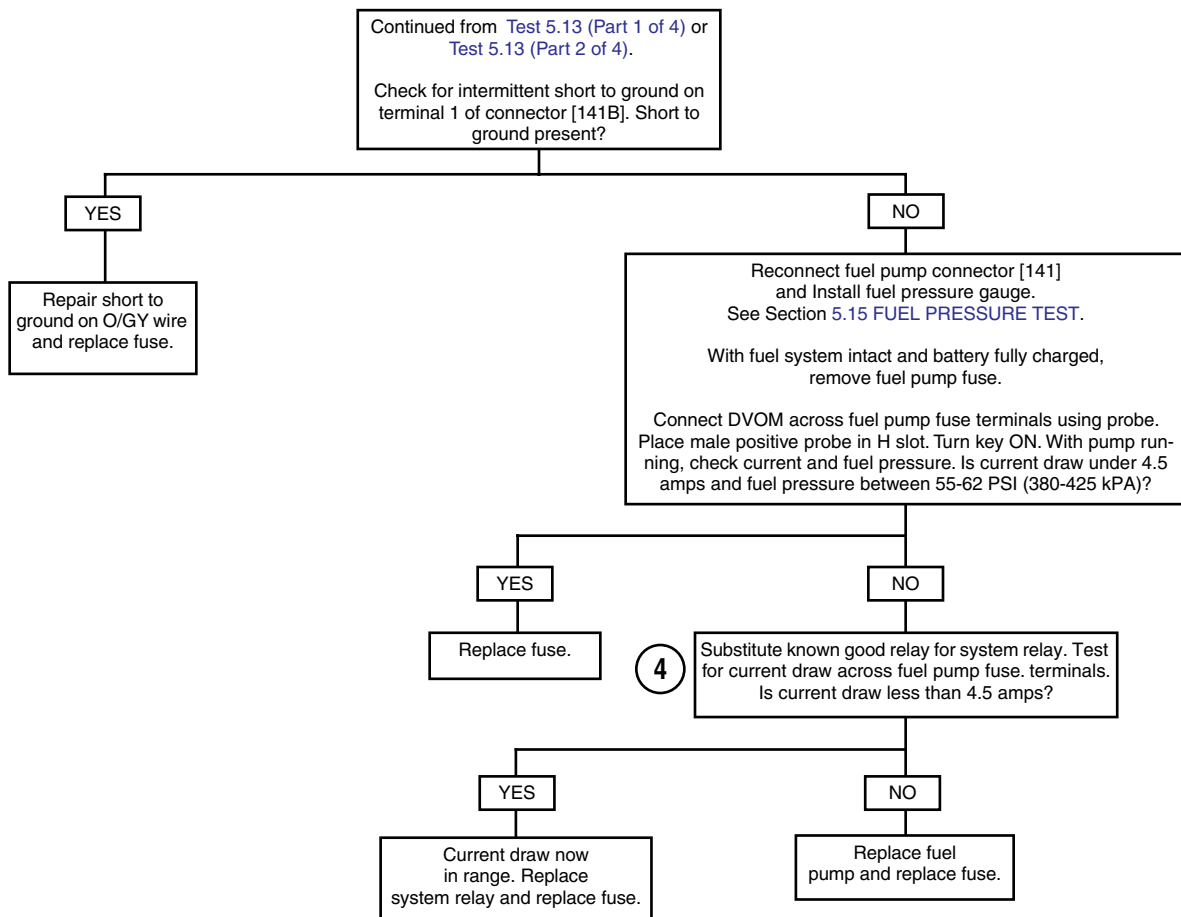 Continued from Test 5.13 (Part 1 of 4) or
Test 5.13 (Part 2 of 4).
Check for intermittent short to ground on
terminal 1 of connector [141B]. Short to
ground present?
YES
NO
Repair short to
ground on O/GY wire
and replace fuse.
Reconnect fuel pump connector [141]
and Install fuel pressure gauge.
See Section 5.15 FUEL PRESSURE TEST.
With fuel system intact and battery fully charged,
remove fuel pump fuse.
Connect DVOM across fuel pump fuse terminals using probe.
Place male positive probe in H slot. Turn key ON. With pump run-
ning, check current and fuel pressure. Is current draw under 4.5
amps and fuel pressure between 55-62 PSI (380-425 kPA)?
YES
NO
Replace fuse.
4
Substitute known good relay for system relay. Test
for current draw across fuel pump fuse. terminals.
Is current draw less than 4.5 amps?
YES
NO
Current draw now
in range. Replace
system relay and replace fuse.
Replace fuel
pump and replace fuse.